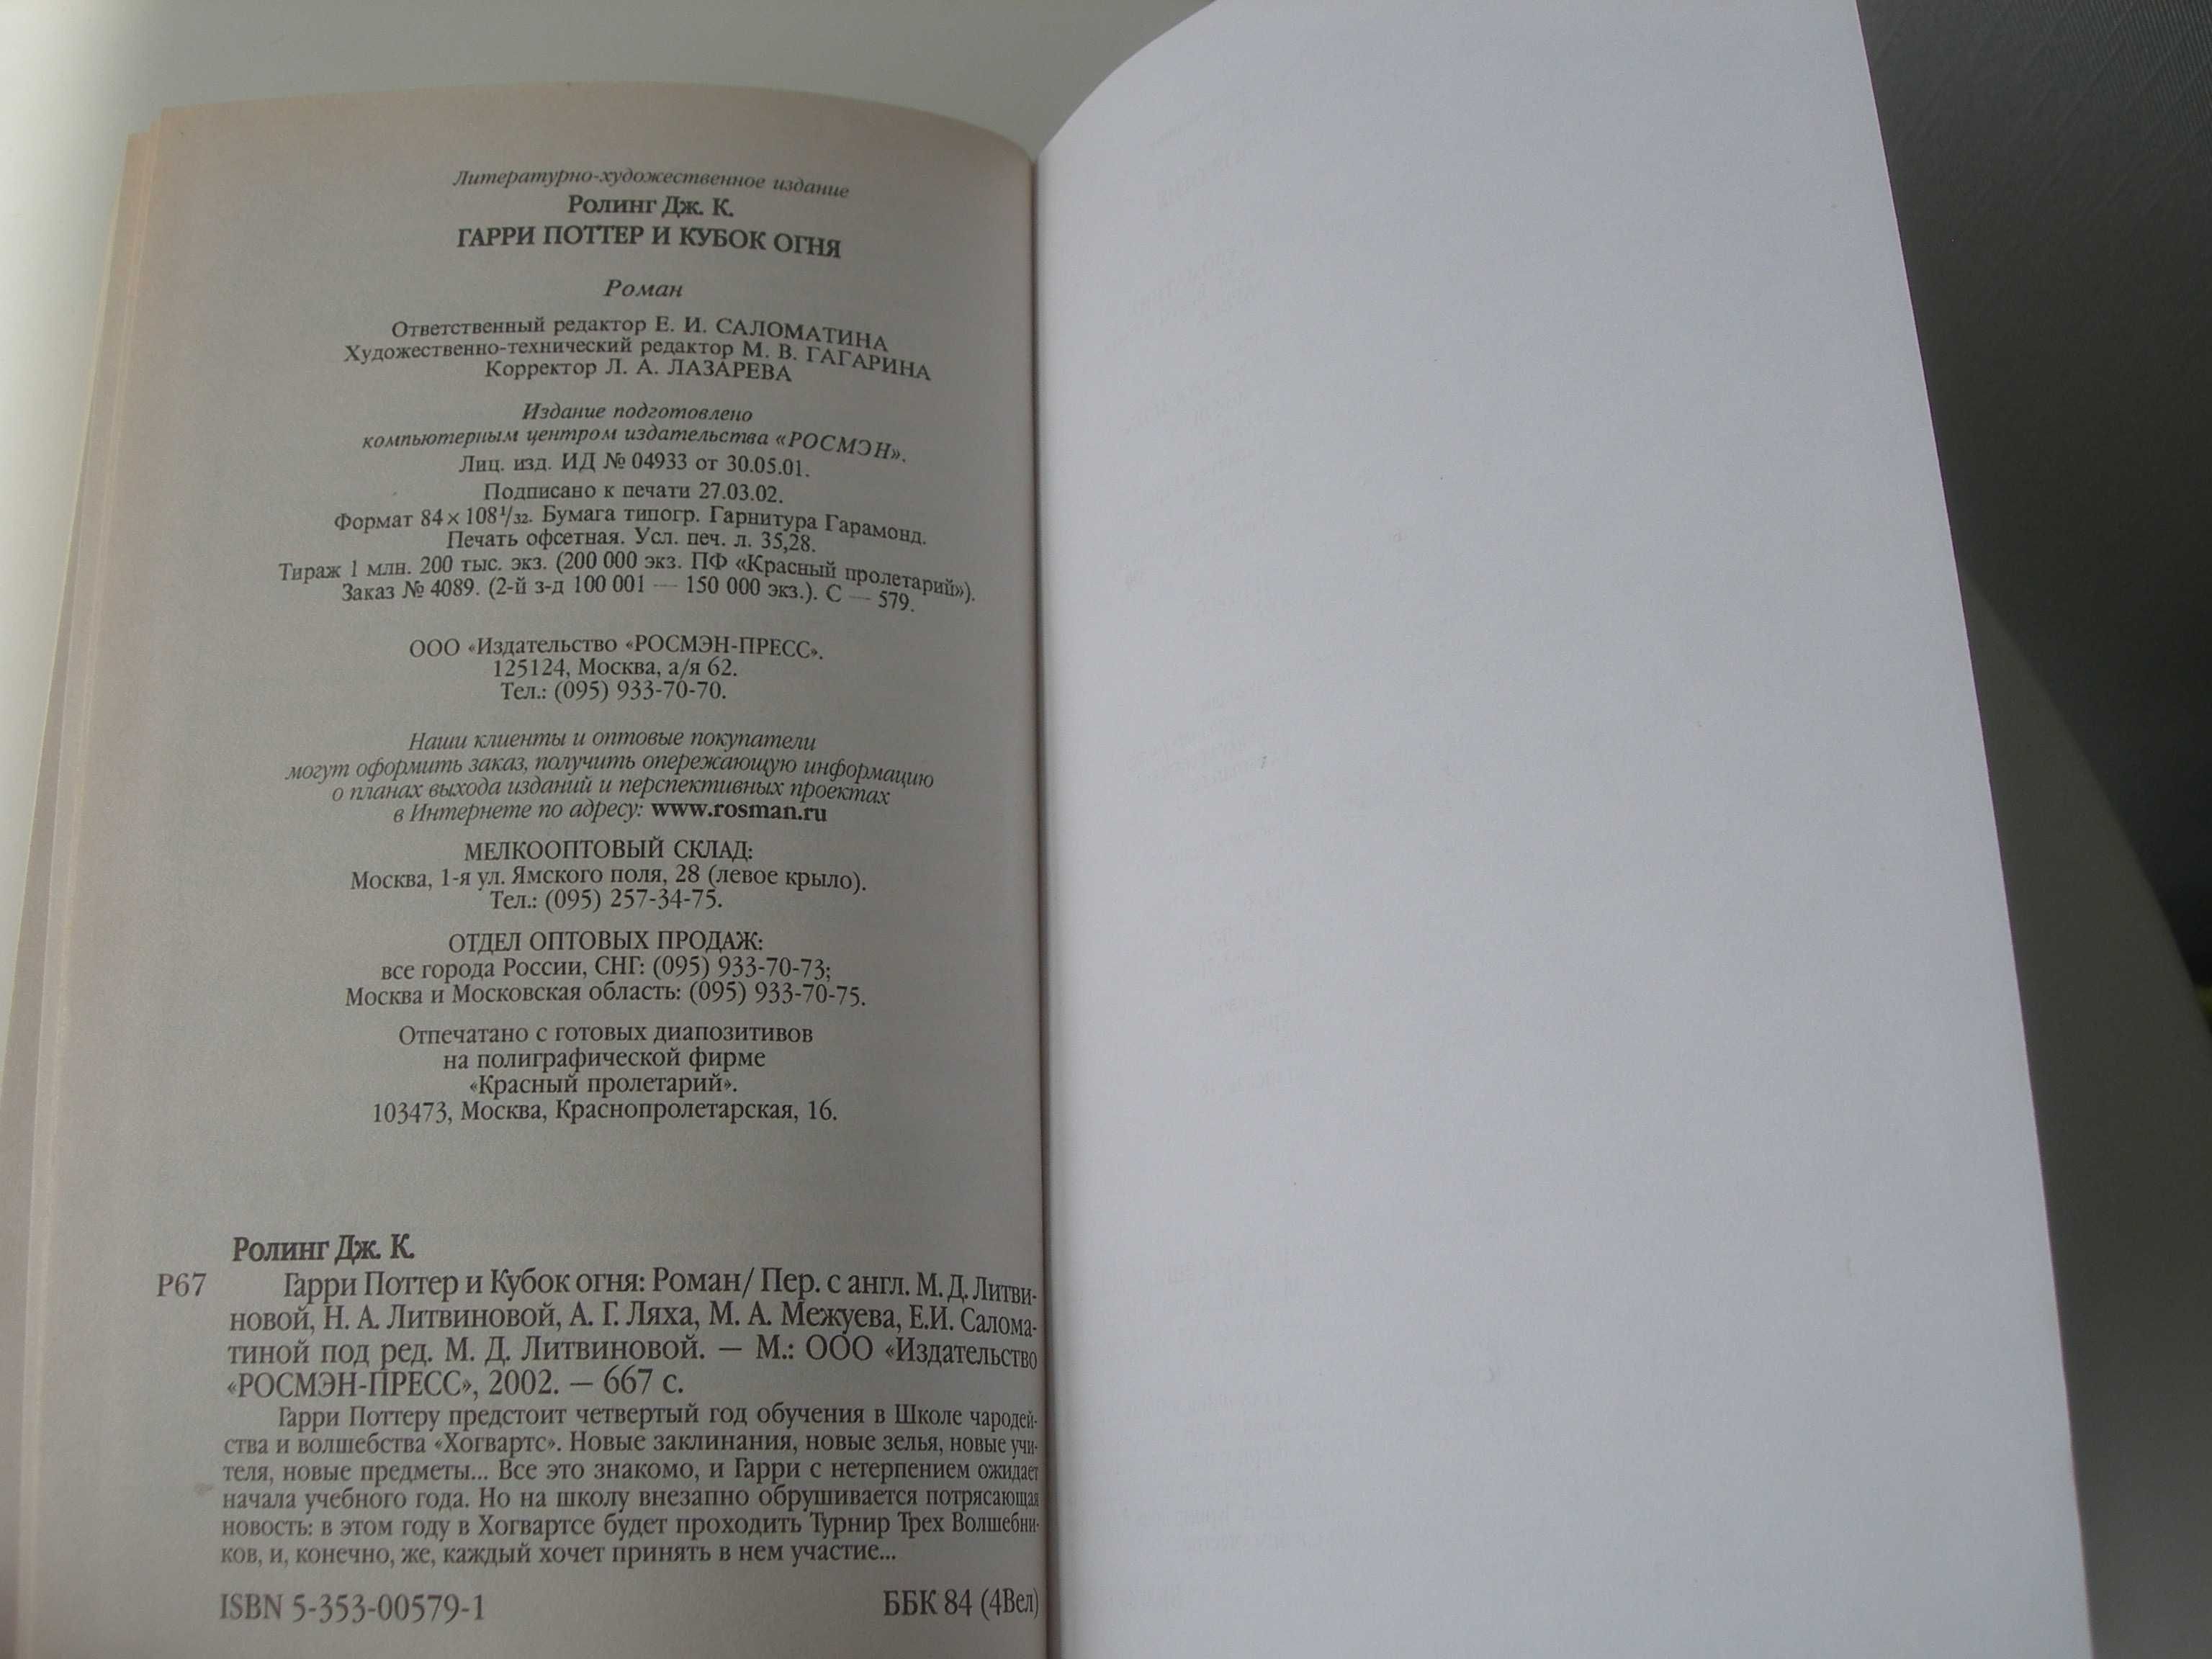 Литературно-художественное издание
Ролинг Дж. К.
ГАРРИ ПОТТЕР И КУБОК ОГНЯ
Роман
Ответственный редактор Е. И. САЛОМАТИНА
Художественно-технический редактор М. В. ГАГАРИНА
Корректор Л. А. ЛАЗАРЕВА
Издание подготовлено
компьютерным центром издательства «РОСМЭН».
Лиц. изд. ИД № 04933 от 30.05.01.
Подписано к печати 27.03.02.
Формат 84×108 1/32. Бумага типогр. Гарнитура Гарамонд.
Печать офсетная. Усл. печ. л. 35,28.
Тираж 1 млн. 200 тыс. экз. (200 000 экз. ПФ «Красный пролетарий»).
Заказ № 4089. (2-й з-д 100 001 — 150 000 экз.). С — 579.
ООО «Издательство «РОСМЭН-ПРЕСС».
125124, Москва, а/я 62.
Тел.: (095) 933-70-70.
Наши клиенты и оптовые покупатели
могут оформить заказ, получить опережающую информацию
о планах выхода изданий и перспективных проектах
в Интернете по адресу: www.rosman.ru
МЕЛКООПТОВЫЙ СКЛАД:
Москва, 1-я ул. Ямского поля, 28 (левое крыло).
Тел.: (095) 257-34-75.
ОТДЕЛ ОПТОВЫХ ПРОДАЖ:
все города России, СНГ: (095) 933-70-73;
Москва и Московская область: (095) 933-70-75.
Отпечатано с готовых диапозитивов
на полиграфической фирме
«Красный пролетарий».
103473, Москва, Краснопролетарская, 16.
Ролинг Дж. К.
Р67 Гарри Поттер и Кубок огня: Роман/ Пер. с англ. М. Д. Литви-
новой, Н. А. Литвиновой, А. Г. Ляха, М. А. Межуева, Е.И. Салома-
тиной под ред. М. Д. Литвиновой. — М.: ООО «Издательство
«РОСМЭН-ПРЕСС», 2002. — 667 с.
Гарри Поттеру предстоит четвертый год обучения в Школе чародей-
ства и волшебства «Хогвартс». Новые заклинания, новые зелья, новые учи-
теля, новые предметы... Все это знакомо, и Гарри с нетерпением ожидает
начала учебного года. Но на школу внезапно обрушивается потрясающая
новость: в этом году в Хогвартсе будет проходить Турнир Трех Волшебни-
ков, и, конечно, же, каждый хочет принять в нем участие...
ISBN 5-353-00579-1 ББК 84 (4Вел)